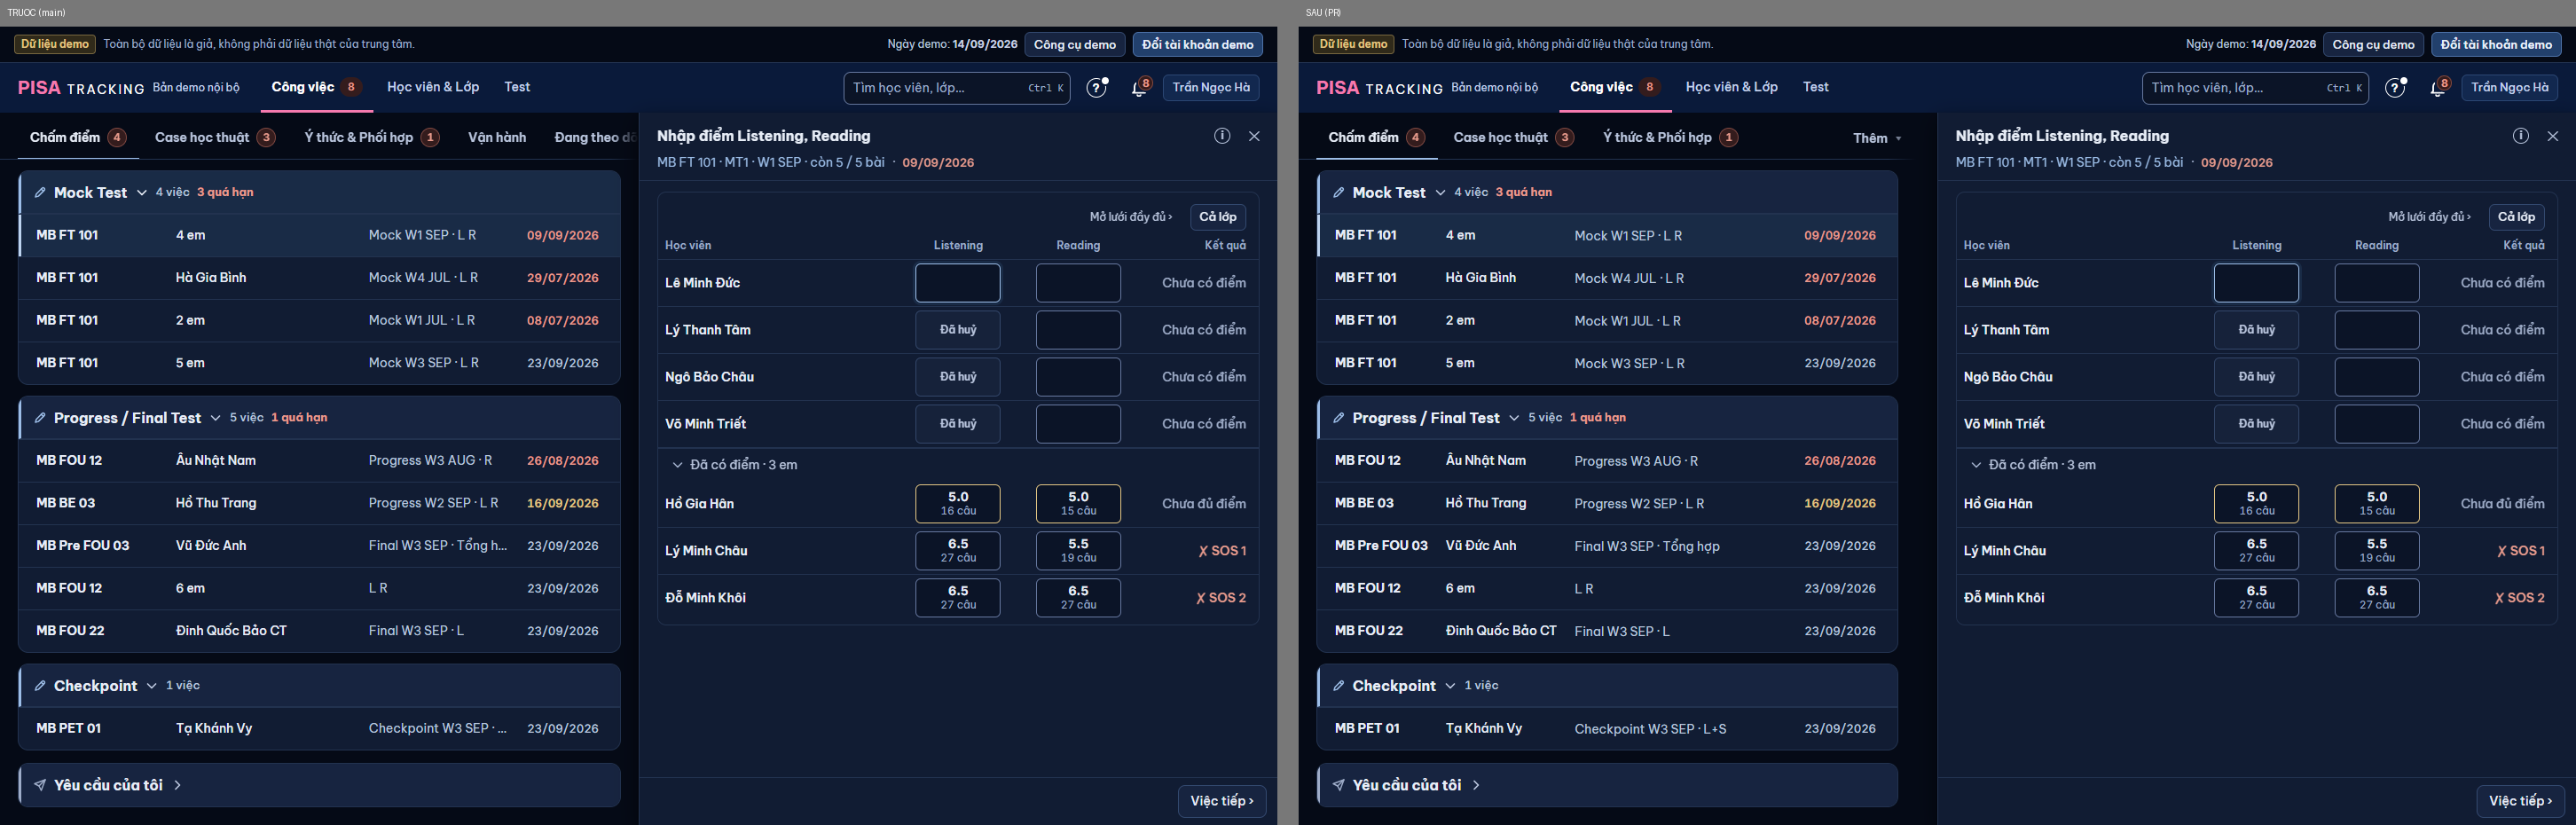 TRUOC (main)
Dữ liệu demo Toàn bộ dữ liệu là giả, không phải dữ liệu thật của trung tâm. Ngày demo: 14/09/2026 Công cụ demo Đổi tài khoản demo
PISA TRACKING Bản demo nội bộ Công việc 8 Học viên & Lớp Test Tìm học viên, lớp... Ctrl K ? 8 Trần Ngọc Hà
Chấm điểm 4 Case học thuật 3 Ý thức & Phối hợp 1 Vận hành Đang theo dõ
Mock Test 4 việc 3 quá hạn
MB FT 101 4 em Mock W1 SEP · L R 09/09/2026
MB FT 101 Hà Gia Bình Mock W4 JUL · L R 29/07/2026
MB FT 101 2 em Mock W1 JUL · L R 08/07/2026
MB FT 101 5 em Mock W3 SEP · L R 23/09/2026
Progress / Final Test 5 việc 1 quá hạn
MB FOU 12 Âu Nhật Nam Progress W3 AUG · R 26/08/2026
MB BE 03 Hồ Thu Trang Progress W2 SEP · L R 16/09/2026
MB Pre FOU 03 Vũ Đức Anh Final W3 SEP · Tổng h... 23/09/2026
MB FOU 12 6 em L R 23/09/2026
MB FOU 22 Đinh Quốc Bảo CT Final W3 SEP · L 23/09/2026
Checkpoint 1 việc
MB PET 01 Tạ Khánh Vy Checkpoint W3 SEP · ... 23/09/2026
Yêu cầu của tôi
Nhập điểm Listening, Reading
MB FT 101 · MT1 · W1 SEP · còn 5 / 5 bài · 09/09/2026
Mở lưới đầy đủ › Cả lớp
Học viên Listening Reading Kết quả
Lê Minh Đức Chưa có điểm
Lý Thanh Tâm Đã huỷ Chưa có điểm
Ngô Bảo Châu Đã huỷ Chưa có điểm
Võ Minh Triết Đã huỷ Chưa có điểm
Đã có điểm · 3 em
Hồ Gia Hân 5.0 16 câu 5.0 15 câu Chưa đủ điểm
Lý Minh Châu 6.5 27 câu 5.5 19 câu ✗ SOS 1
Đỗ Minh Khôi 6.5 27 câu 6.5 27 câu ✗ SOS 2
Việc tiếp ›
SAU (PR)
Dữ liệu demo Toàn bộ dữ liệu là giả, không phải dữ liệu thật của trung tâm. Ngày demo: 14/09/2026 Công cụ demo Đổi tài khoản demo
PISA TRACKING Bản demo nội bộ Công việc 8 Học viên & Lớp Test Tìm học viên, lớp... Ctrl K ? 8 Trần Ngọc Hà
Chấm điểm 4 Case học thuật 3 Ý thức & Phối hợp 1 Thêm
Mock Test 4 việc 3 quá hạn
MB FT 101 4 em Mock W1 SEP · L R 09/09/2026
MB FT 101 Hà Gia Bình Mock W4 JUL · L R 29/07/2026
MB FT 101 2 em Mock W1 JUL · L R 08/07/2026
MB FT 101 5 em Mock W3 SEP · L R 23/09/2026
Progress / Final Test 5 việc 1 quá hạn
MB FOU 12 Âu Nhật Nam Progress W3 AUG · R 26/08/2026
MB BE 03 Hồ Thu Trang Progress W2 SEP · L R 16/09/2026
MB Pre FOU 03 Vũ Đức Anh Final W3 SEP · Tổng hợp 23/09/2026
MB FOU 12 6 em L R 23/09/2026
MB FOU 22 Đinh Quốc Bảo CT Final W3 SEP · L 23/09/2026
Checkpoint 1 việc
MB PET 01 Tạ Khánh Vy Checkpoint W3 SEP · L+S 23/09/2026
Yêu cầu của tôi
Nhập điểm Listening, Reading
MB FT 101 · MT1 · W1 SEP · còn 5 / 5 bài · 09/09/2026
Mở lưới đầy đủ › Cả lớp
Học viên Listening Reading Kết quả
Lê Minh Đức Chưa có điểm
Lý Thanh Tâm Đã huỷ Chưa có điểm
Ngô Bảo Châu Đã huỷ Chưa có điểm
Võ Minh Triết Đã huỷ Chưa có điểm
Đã có điểm · 3 em
Hồ Gia Hân 5.0 16 câu 5.0 15 câu Chưa đủ điểm
Lý Minh Châu 6.5 27 câu 5.5 19 câu ✗ SOS 1
Đỗ Minh Khôi 6.5 27 câu 6.5 27 câu ✗ SOS 2
Việc tiếp ›